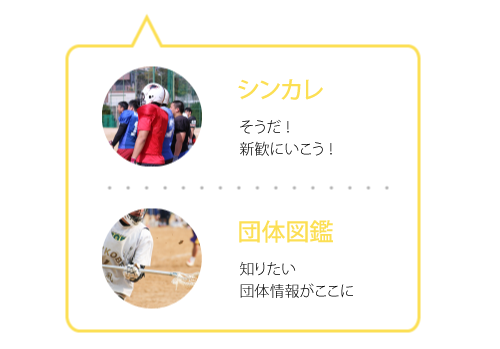 シンカレ
そうだ！
新歓にいこう！
団体図鑑
知りたい
団体情報がここに